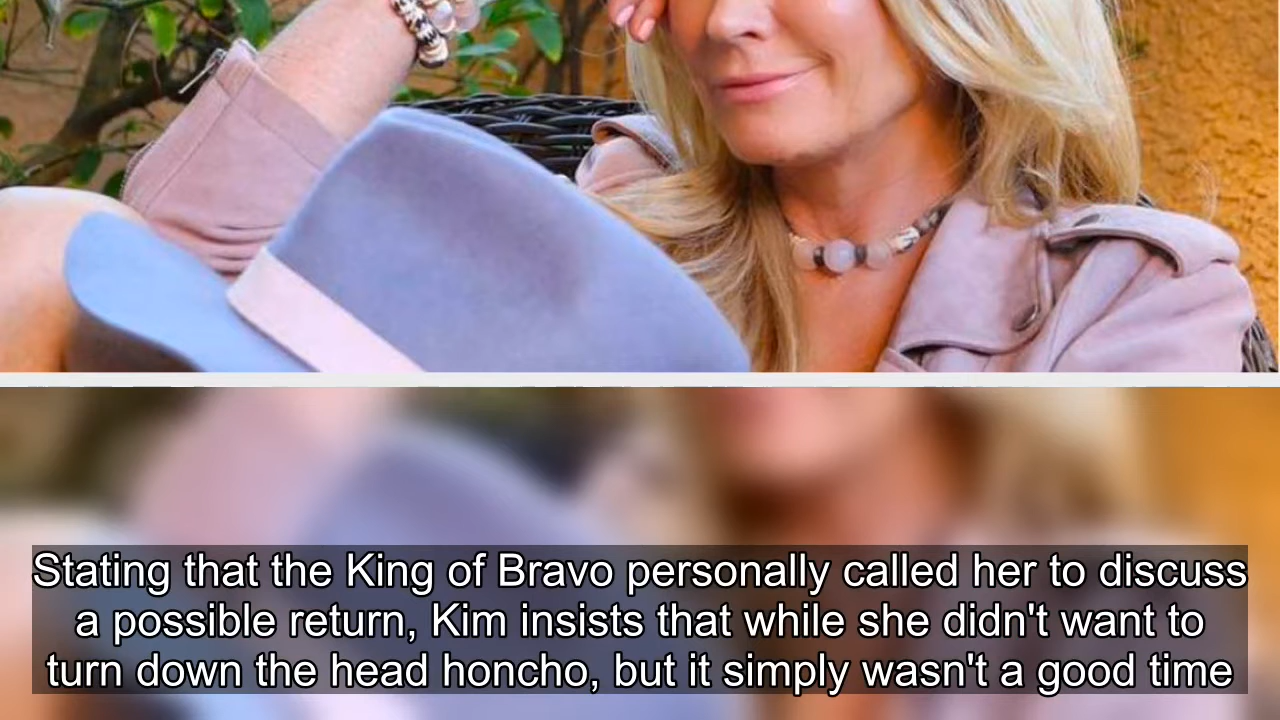 Stating that the King of Bravo personally called her to discuss
a possible return, Kim insists that while she didn't want to
turn down the head honcho, but it simply wasn't a good time